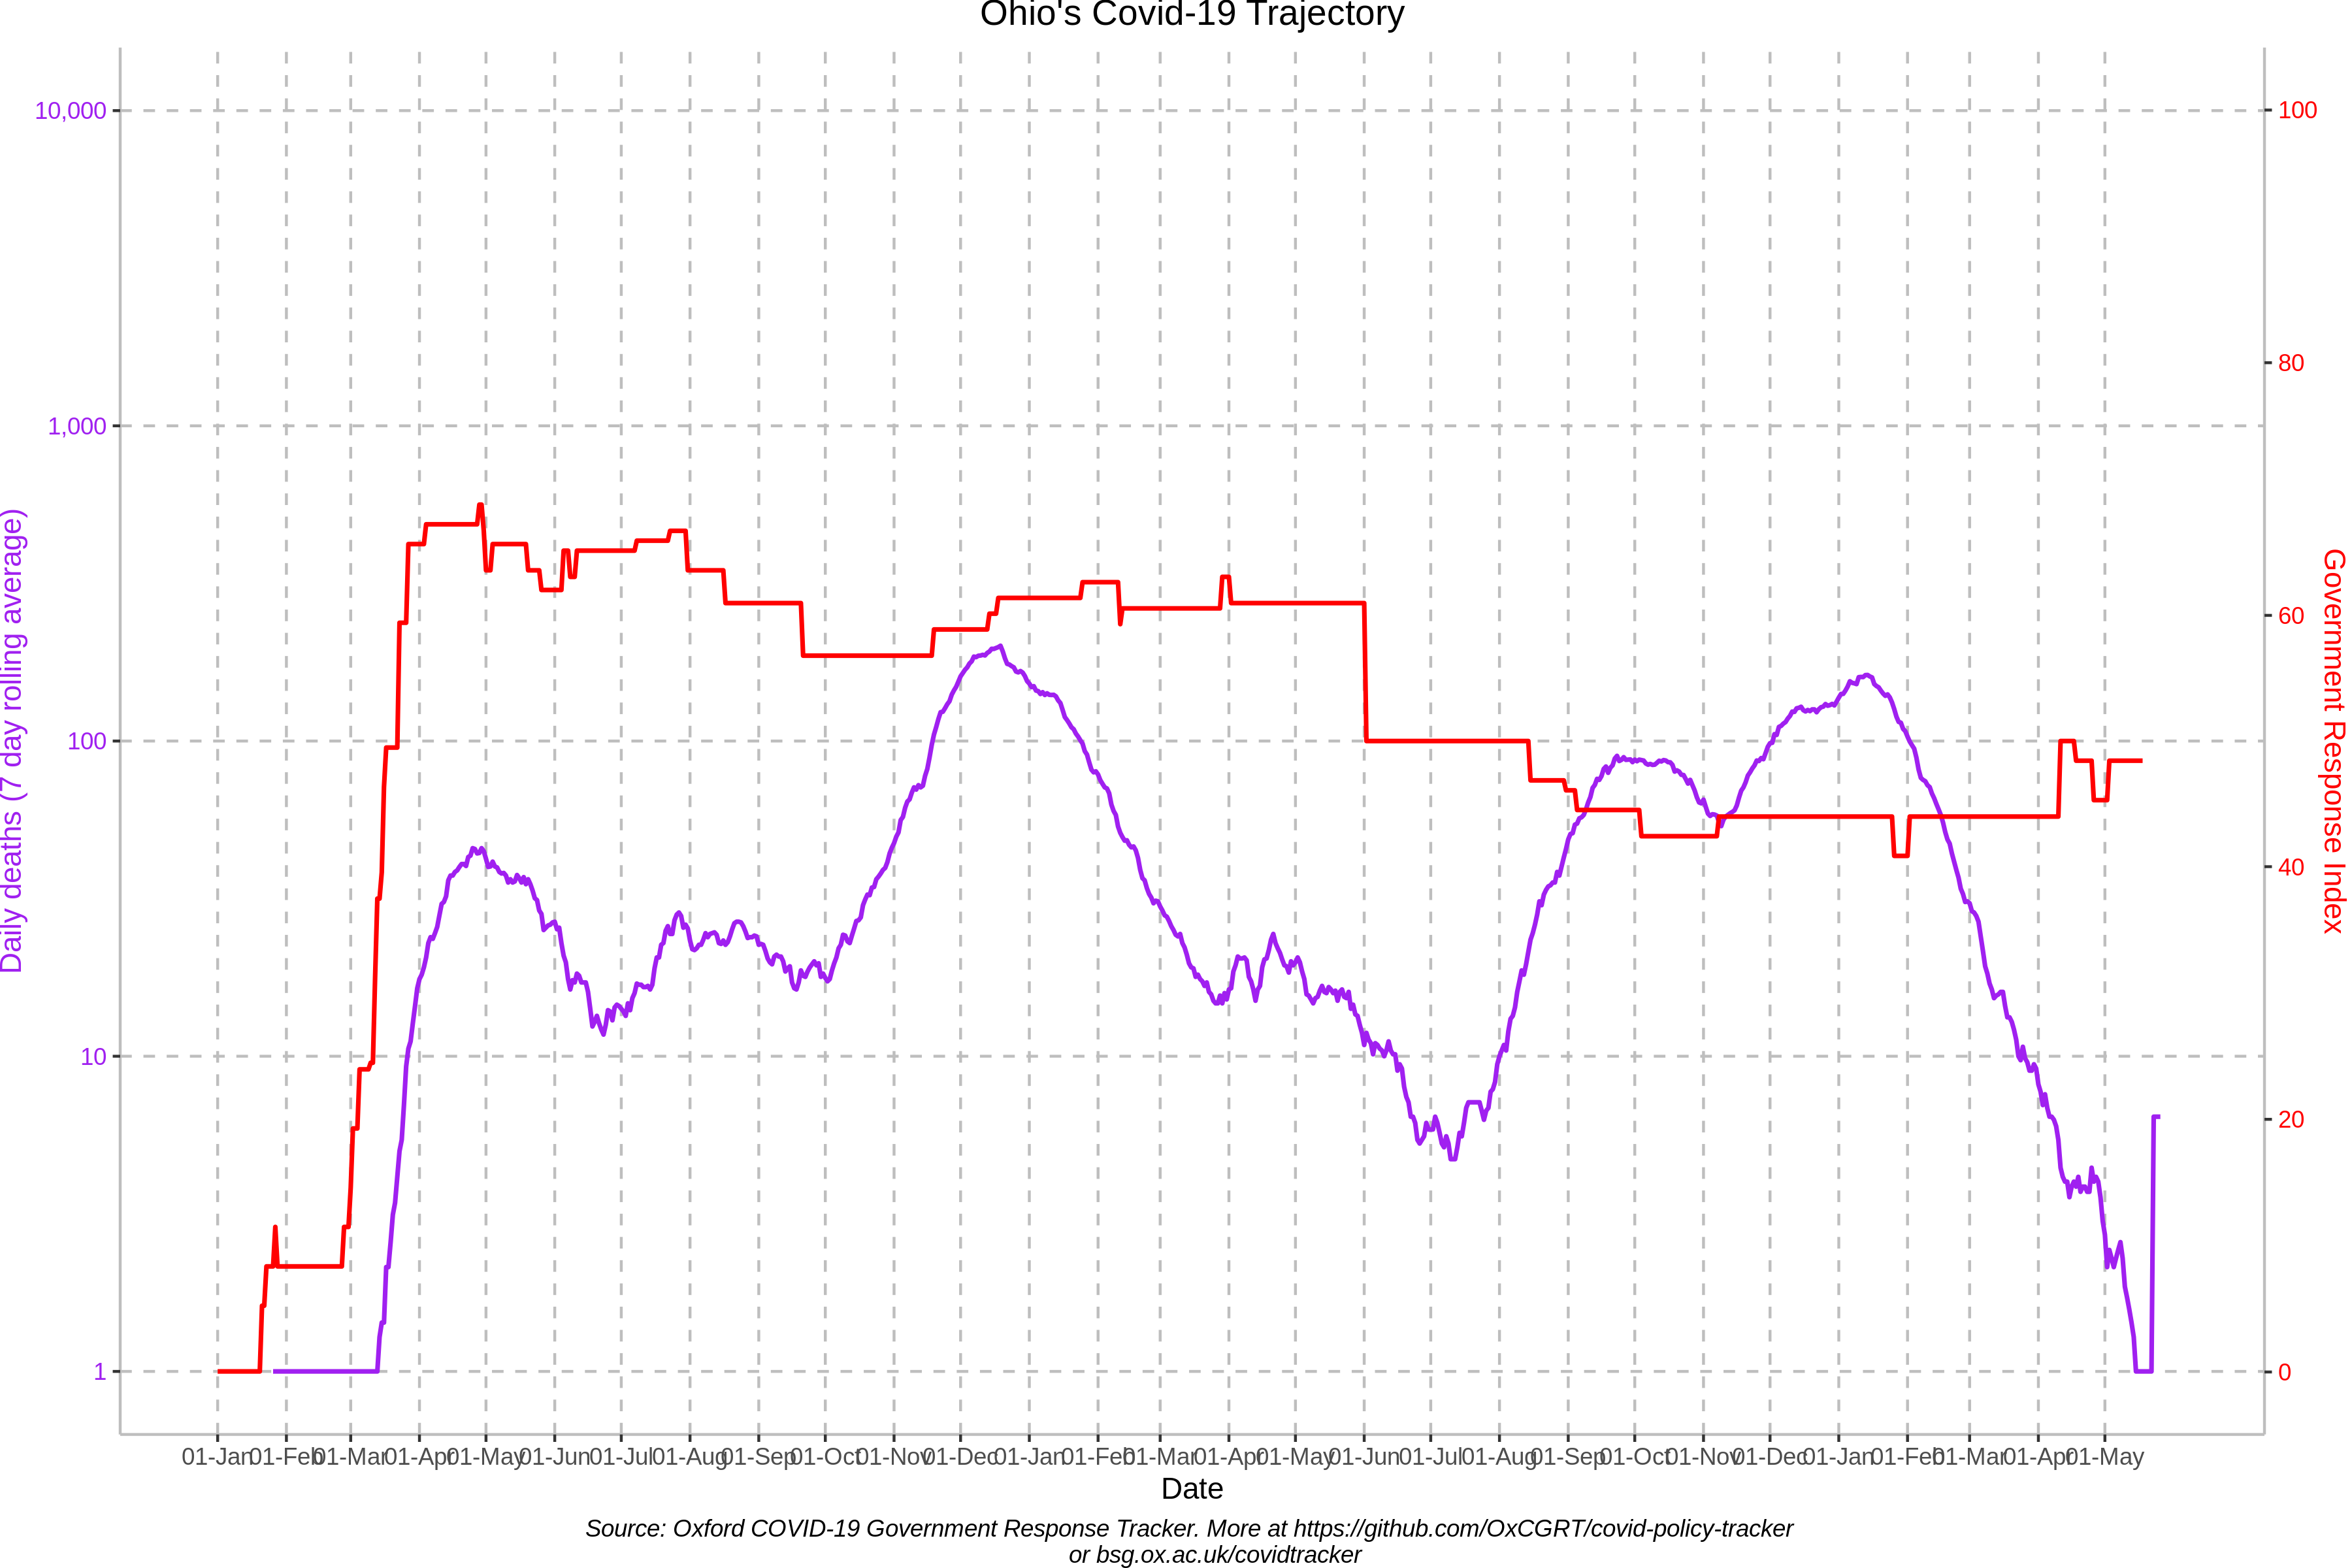 Ohio's Covid-19 Trajectory
10,000
1,000
100
10
1
Daily deaths (7 day rolling average)
100
80
60
40
20
0
Government Response Index
01-Jan
01-Feb
01-Mar
01-Apr
01-May
01-Jun
01-Jul
01-Aug
01-Sep
01-Oct
01-Nov
01-Dec
01-Jan
01-Feb
01-Mar
01-Apr
01-May
01-Jun
01-Jul
01-Aug
01-Sep
01-Oct
01-Nov
01-Dec
01-Jan
01-Feb
01-Mar
01-Apr
01-May
Date
Source: Oxford COVID-19 Government Response Tracker. More at https://github.com/OxCGRT/covid-policy-tracker
or bsg.ox.ac.uk/covidtracker